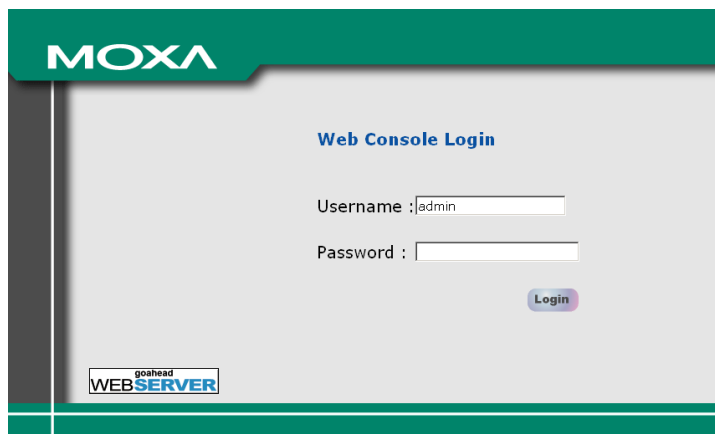 MOXA
Web Console Login
Username : admin
Password :
Login
goahead
WEBSERVER